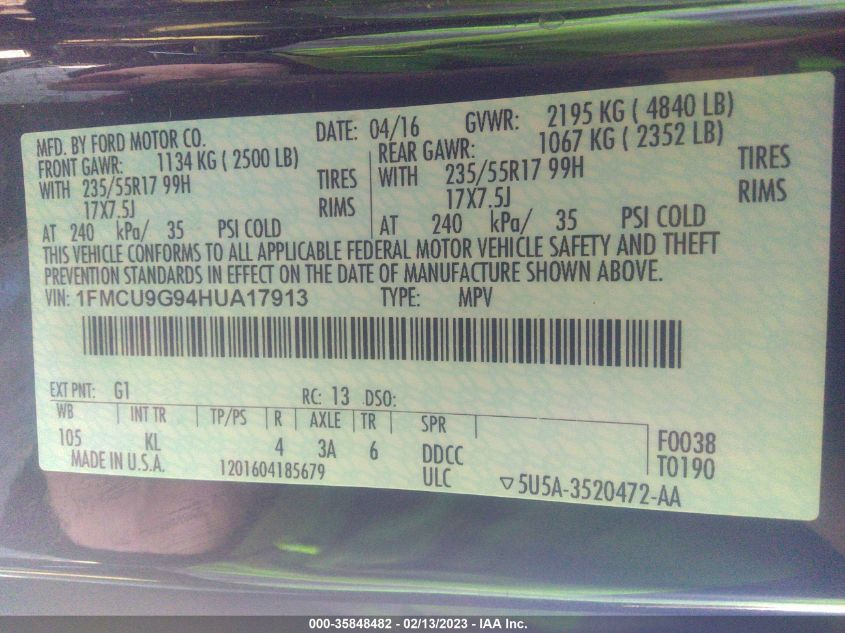 MFD. BY FORD MOTOR CO. DATE: 04/16 GVWR: 2195 KG ( 4840 LB)
FRONT GAWR: 1134 KG ( 2500 LB) REAR GAWR: 1067 KG ( 2352 LB)
WITH 235/55R17 99H TIRES WITH 235/55R17 99H TIRES
17X7.5J RIMS 17X7.5J RIMS
AT 240 kPa/ 35 PSI COLD AT 240 kPa/ 35 PSI COLD
THIS VEHICLE CONFORMS TO ALL APPLICABLE FEDERAL MOTOR VEHICLE SAFETY AND THEFT
PREVENTION STANDARDS IN EFFECT ON THE DATE OF MANUFACTURE SHOWN ABOVE.
VIN: 1FMCU9G94HUA17913 TYPE: MPV
EXT PNT: G1 RC: 13 DSO:
WB INT TR TP/PS R AXLE TR SPR
105 KL 4 3A 6 DDCC F0038
MADE IN U.S.A. 1201604185679 ULC T0190
▽5U5A-3520472-AA
000-35848482 - 02/13/2023 - IAA Inc.